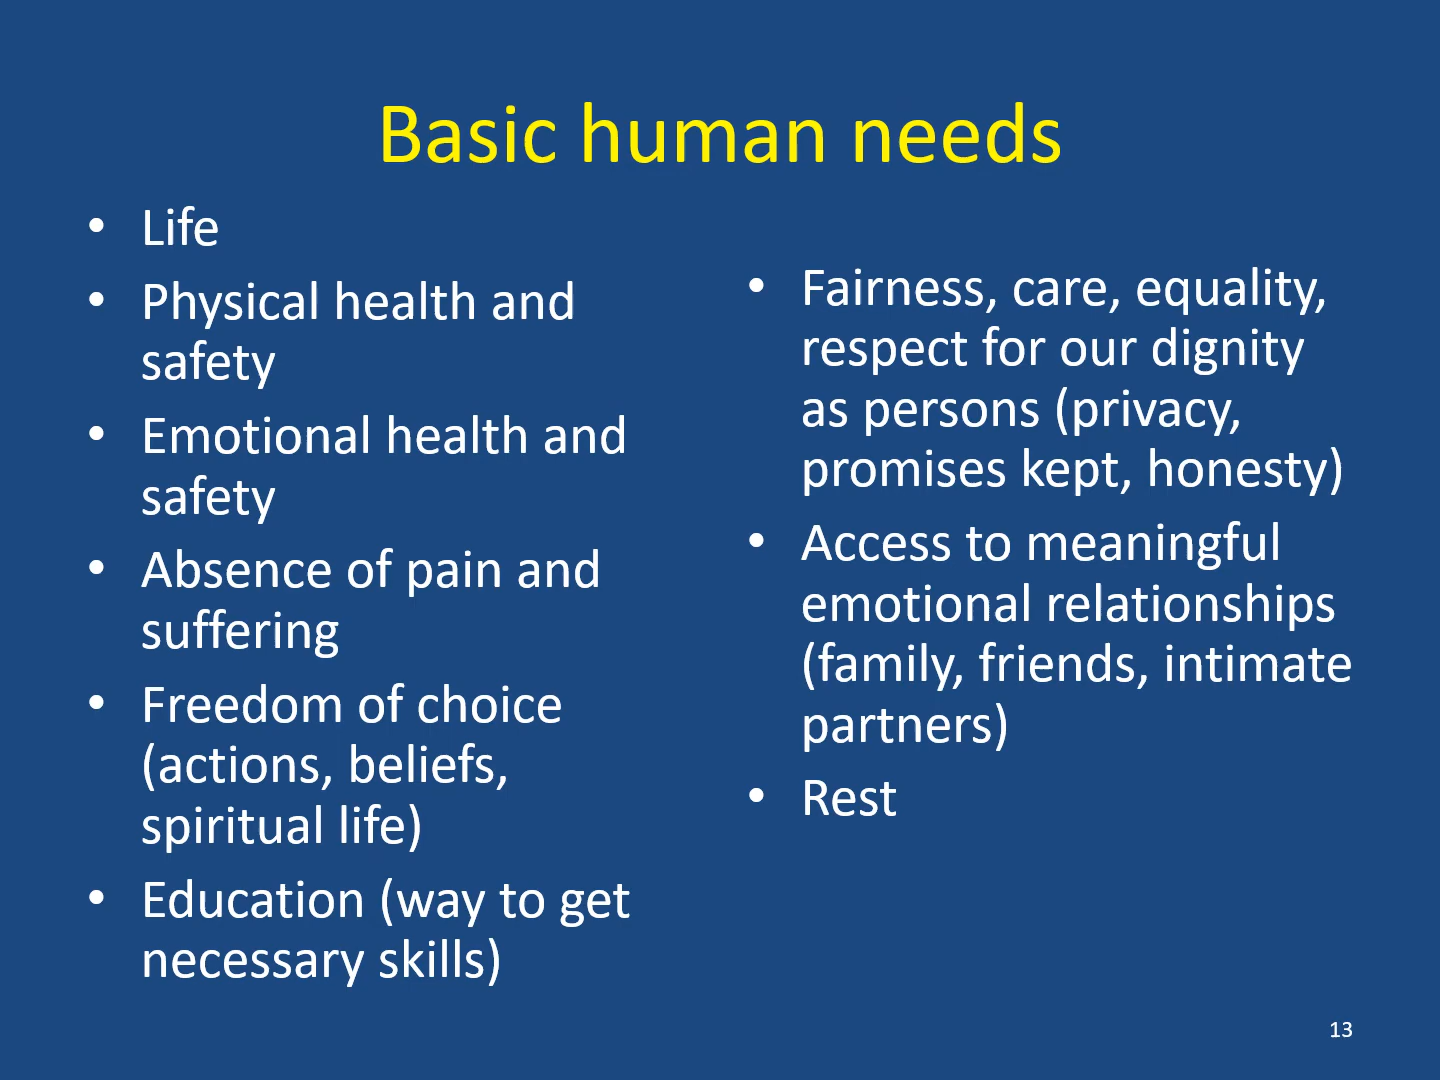 Basic human needs
• Life
• Physical health and
safety
• Emotional health and
safety
• Absence of pain and
suffering
• Freedom of choice
(actions, beliefs,
spiritual life)
• Education (way to get
necessary skills)
• Fairness, care, equality,
respect for our dignity
as persons (privacy,
promises kept, honesty)
• Access to meaningful
emotional relationships
(family, friends, intimate
partners)
• Rest
13